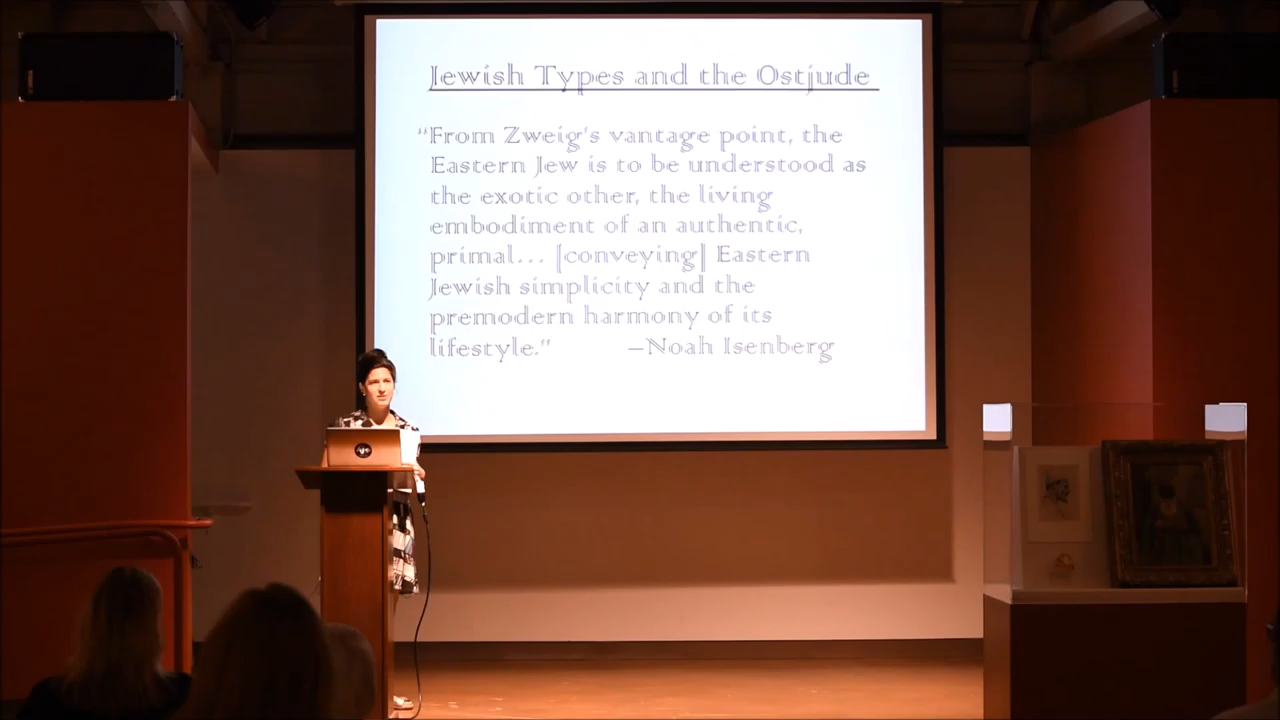 Jewish Types and the Ostjude
“From Zweig's vantage point, the
Eastern Jew is to be understood as
the exotic other, the living
embodiment of an authentic,
primal… [conveying] Eastern
Jewish simplicity and the
premodern harmony of its
lifestyle.” –Noah Isenberg